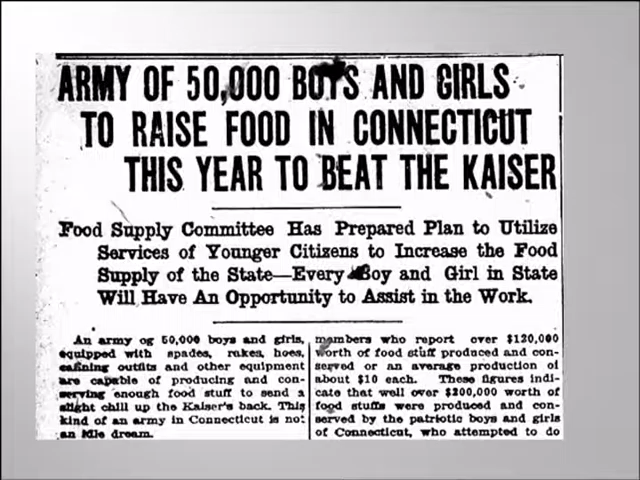 ARMY OF 50,000 BOYS AND GIRLS
TO RAISE FOOD IN CONNECTICUT
THIS YEAR TO BEAT THE KAISER
Food Supply Committee Has Prepared Plan to Utilize
Services of Younger Citizens to Increase the Food
Supply of the State—Every Boy and Girl in State
Will Have An Opportunity to Assist in the Work.
An army og 50,000 boys and girls,
equipped with spades, rakes, hoes,
canning outfits and other equipment
are capable of producing and con-
serving enough food stuff to send a
slight chill up the Kaiser's back. This
kind of an army in Connecticut is not
an idle dream.
members who report over $120,000
worth of food stuff produced and con-
served or an average production of
about $10 each. These figures indi-
cate that well over $200,000 worth of
food stuffs were produced and con-
served by the patriotic boys and girls
of Connecticut, who attempted to do